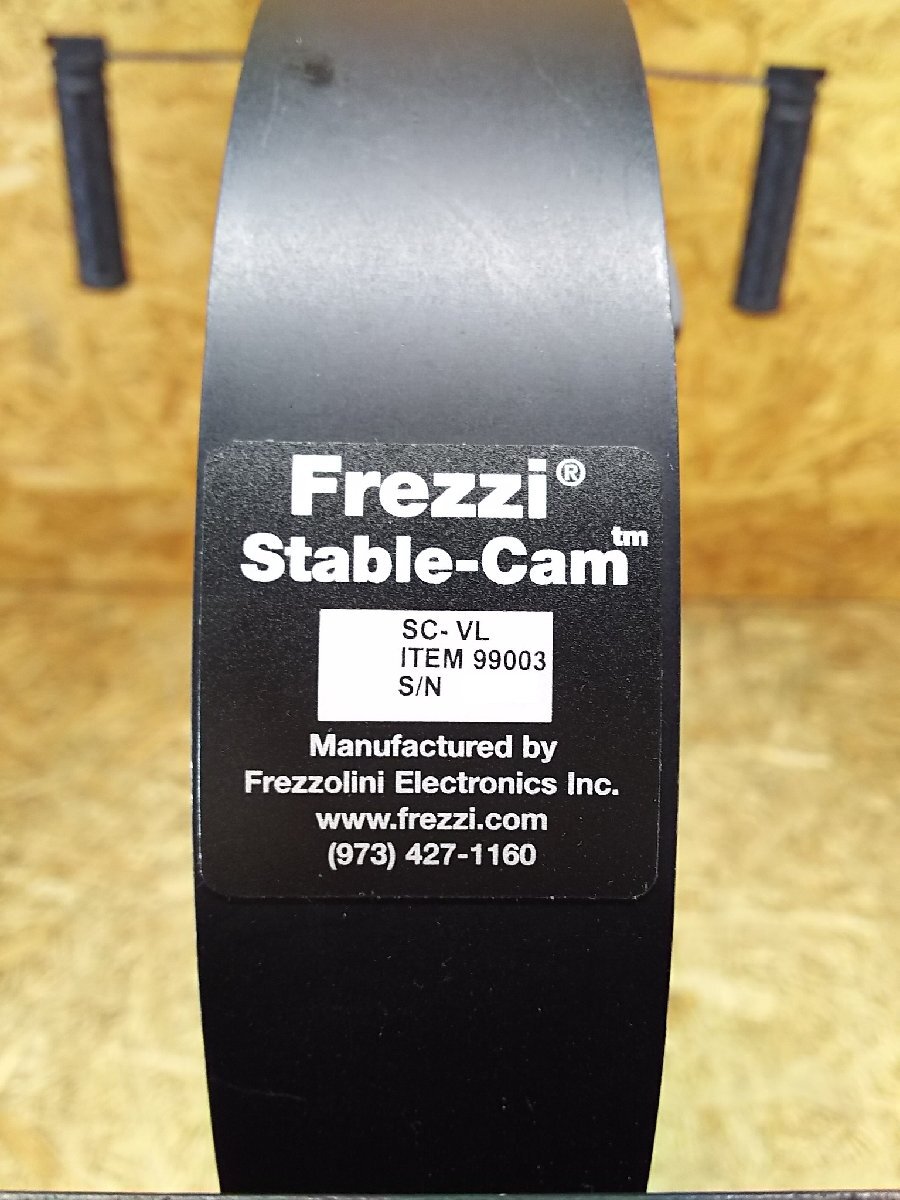 Frezzi®
Stable-Cam™
SC- VL
ITEM 99003
S/N
Manufactured by
Frezzolini Electronics Inc.
www.frezzi.com
(973) 427-1160